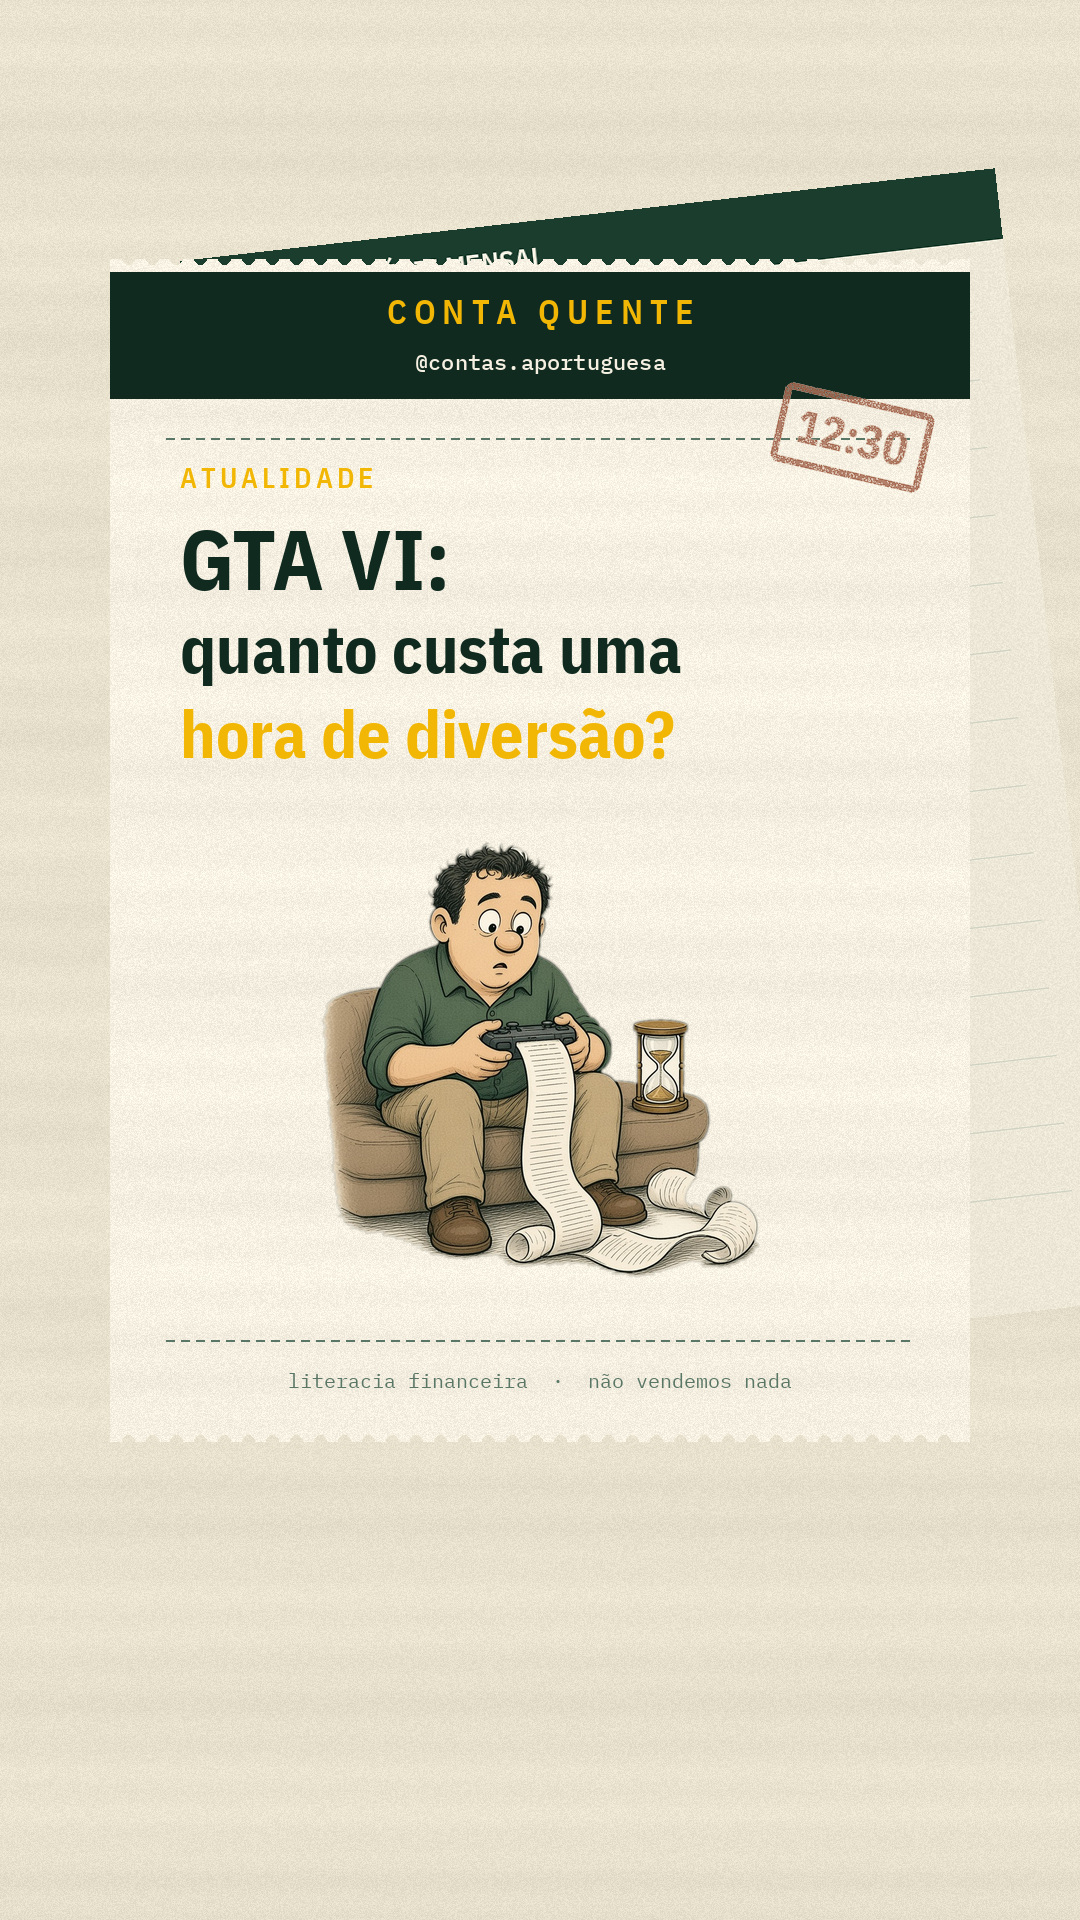 MENSAL
CONTA QUENTE
@contas.aportuguesa
12:30
ATUALIDADE
GTA VI:
quanto custa uma
hora de diversão?
literacia financeira · não vendemos nada